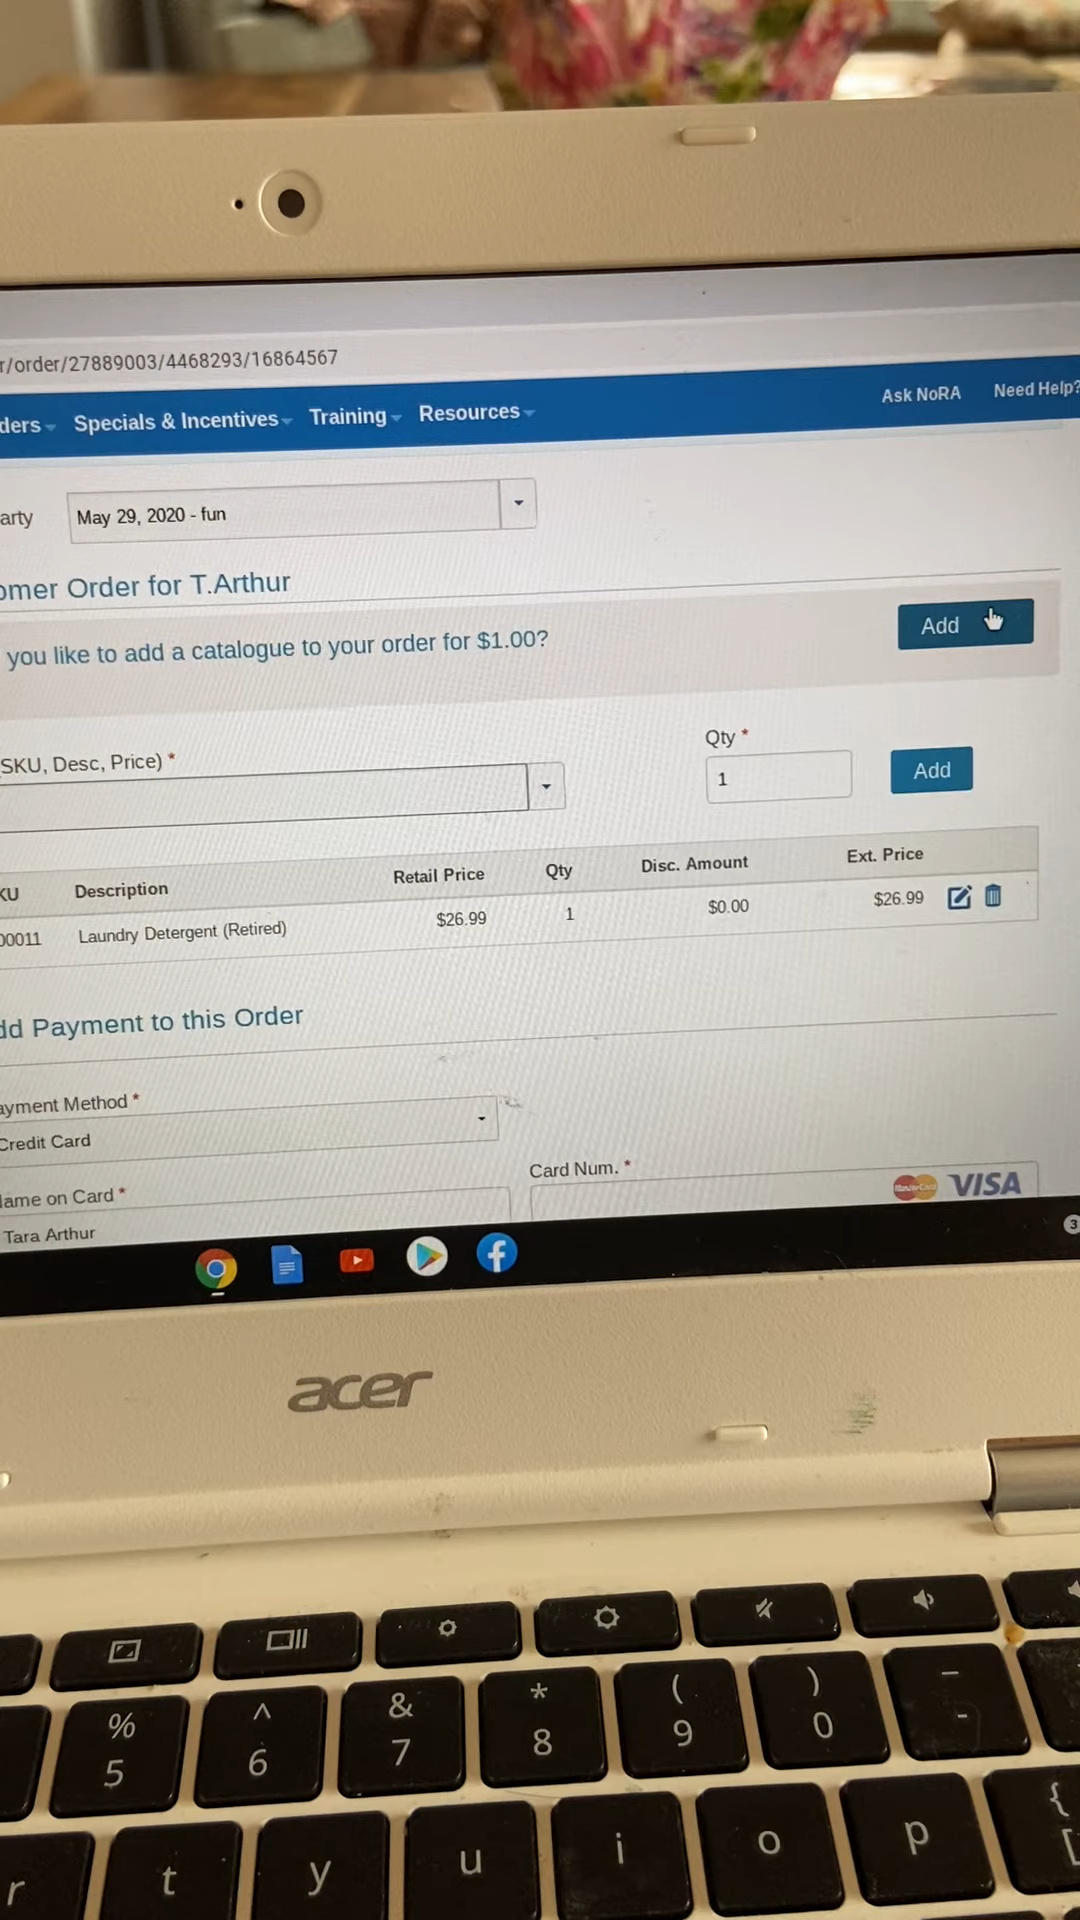 r/order/27889003/4468293/16864567
ders Specials & Incentives Training Resources Ask NoRA Need Help?
arty May 29, 2020 - fun
omer Order for T.Arthur
you like to add a catalogue to your order for $1.00? Add
SKU, Desc, Price) * Qty *
1 Add
KU Description Retail Price Qty Disc. Amount Ext. Price
00011 Laundry Detergent (Retired) $26.99 1 $0.00 $26.99
dd Payment to this Order
ayment Method *
Credit Card
Name on Card * Card Num. *
Tara Arthur MasterCard VISA
3
acer
% 5 ^ 6 & 7 * 8 ( 9 ) 0 _ -
r t y u i o p { [